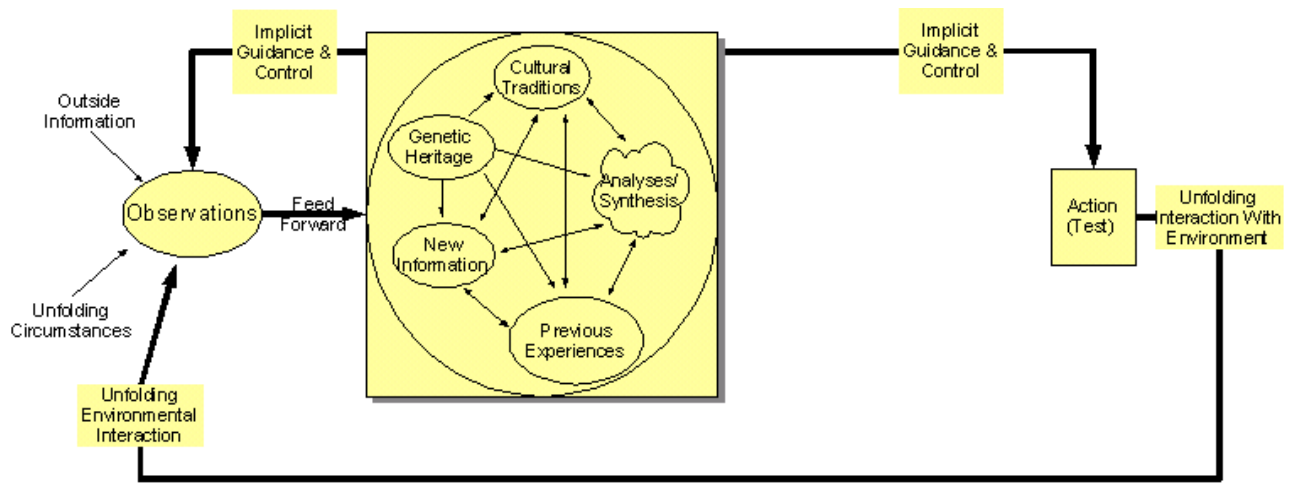 Implicit
Guidance &
Control
Implicit
Guidance &
Control
Cultural
Traditions
Outside
Information
Genetic
Heritage
Analyses/
Synthesis
Observations
Feed
Forward
New
Information
Action
(Test)
Unfolding
Interaction With
Environment
Unfolding
Circumstances
Previous
Experiences
Unfolding
Environmental
Interaction